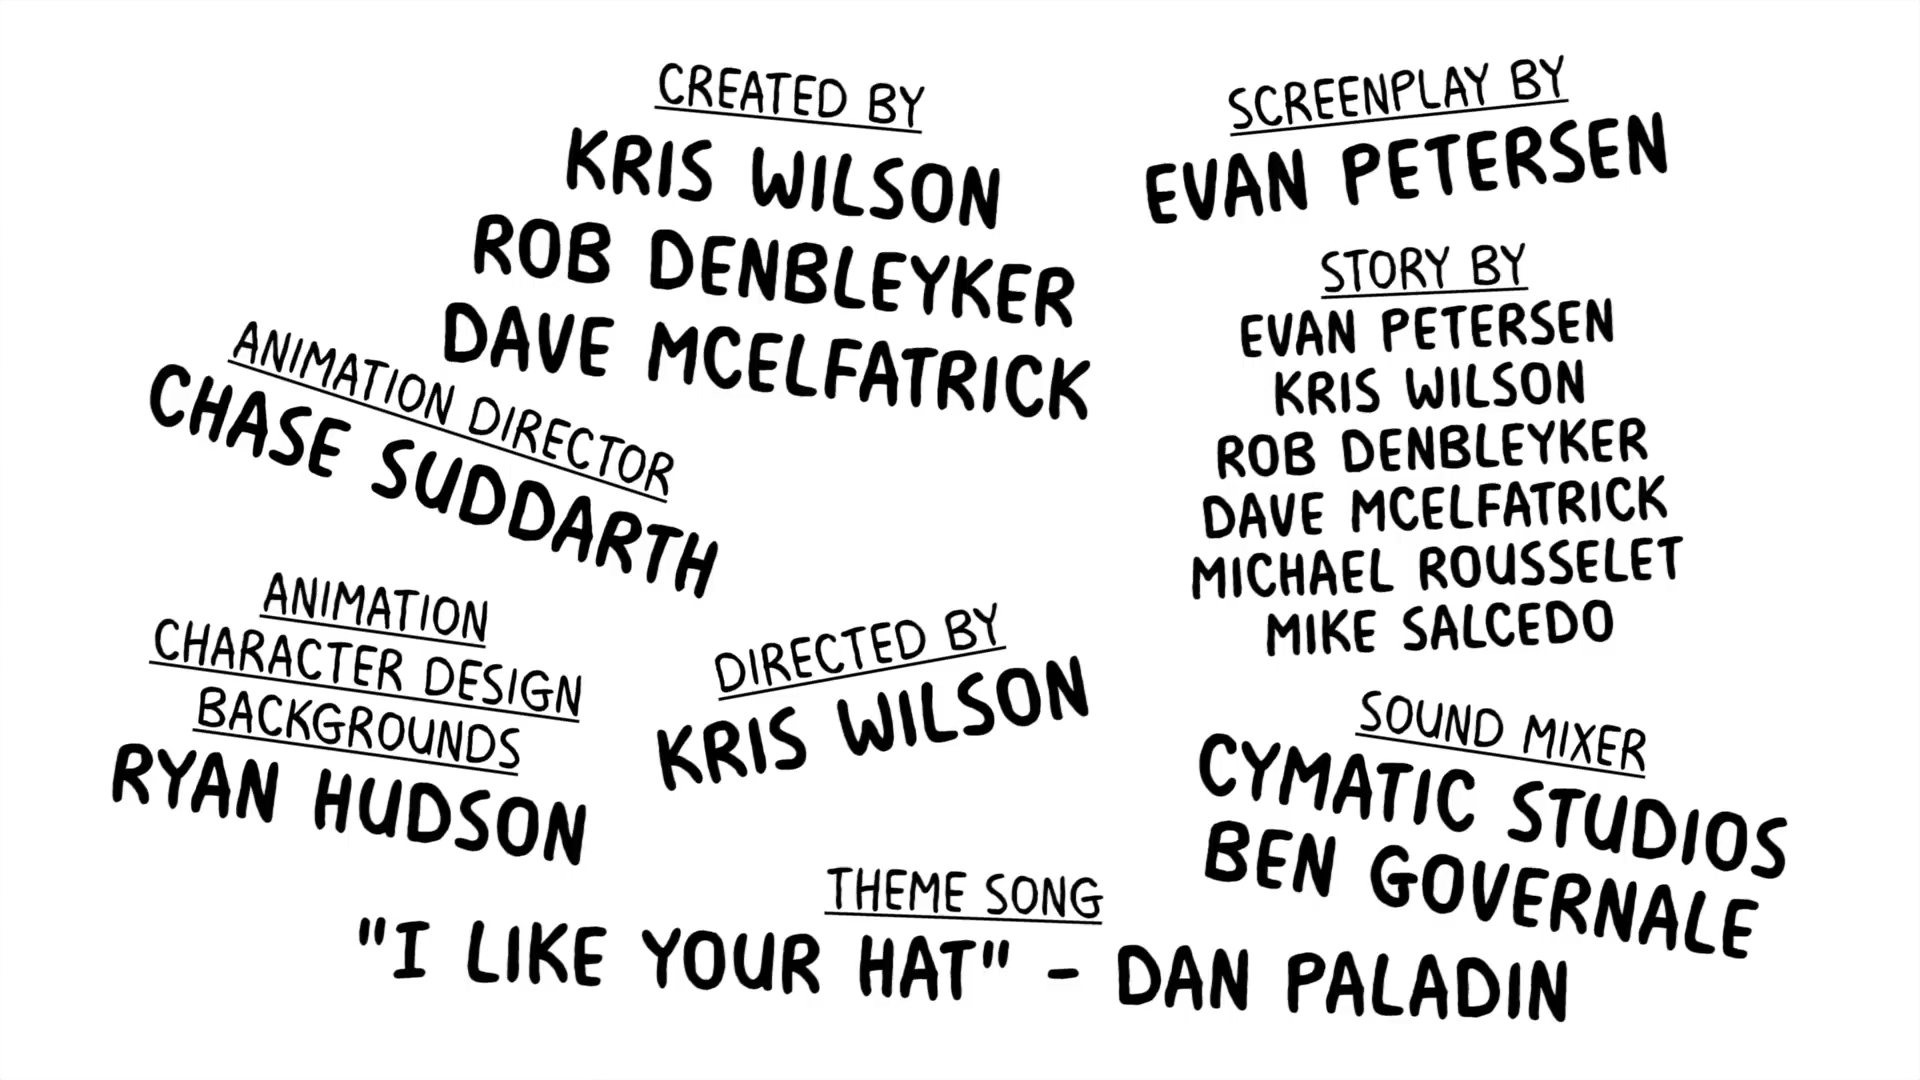 CREATED BY
KRIS WILSON
ROB DENBLEYKER
DAVE MCELFATRICK
SCREENPLAY BY
EVAN PETERSEN
STORY BY
EVAN PETERSEN
KRIS WILSON
ROB DENBLEYKER
DAVE MCELFATRICK
MICHAEL ROUSSELET
MIKE SALCEDO
ANIMATION DIRECTOR
CHASE SUDDARTH
ANIMATION
CHARACTER DESIGN
BACKGROUNDS
RYAN HUDSON
DIRECTED BY
KRIS WILSON
SOUND MIXER
CYMATIC STUDIOS
BEN GOVERNALE
THEME SONG
"I LIKE YOUR HAT" - DAN PALADIN